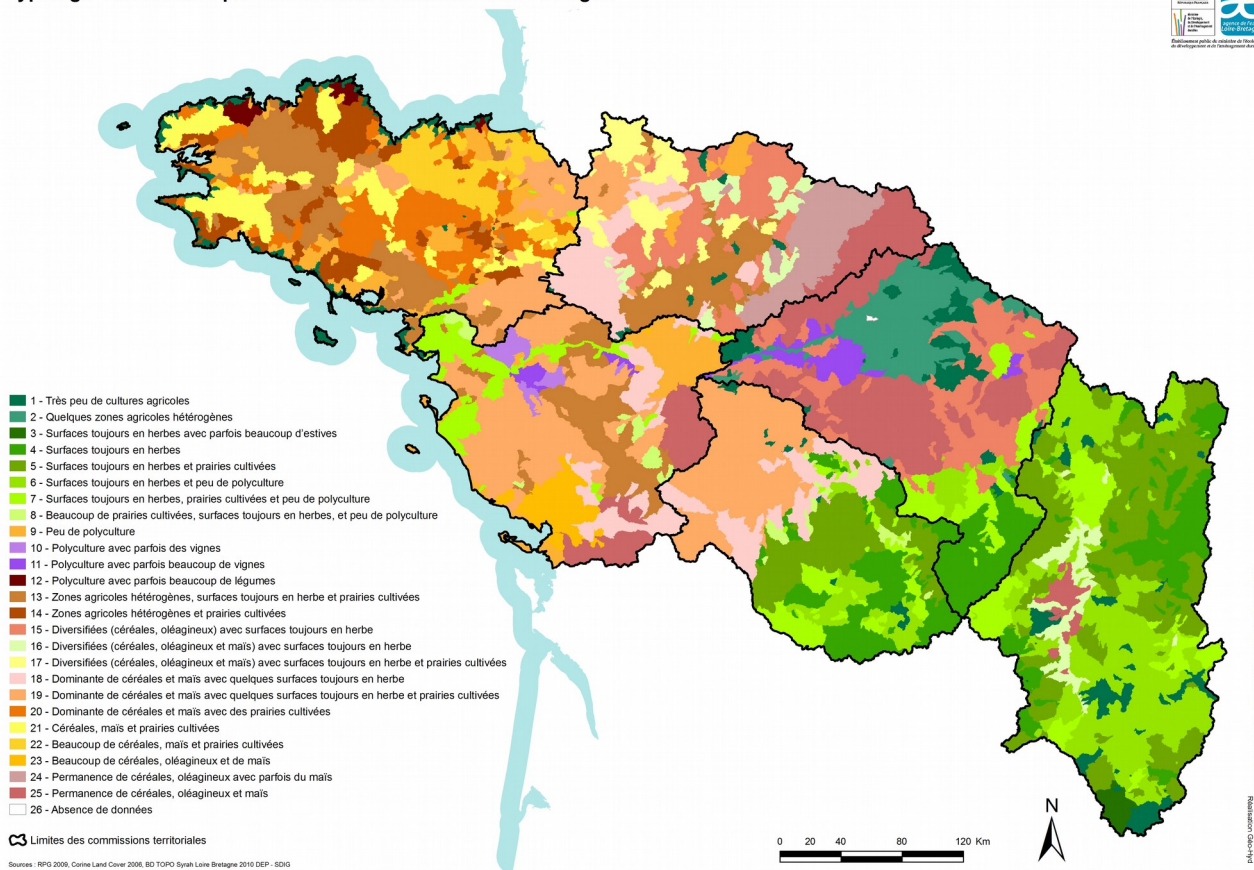 RÉPUBLIQUE FRANÇAISE
agence de l'ea
Loire-Bretag
1 - Très peu de cultures agricoles
2 - Quelques zones agricoles hétérogènes
3 - Surfaces toujours en herbes avec parfois beaucoup d'estives
4 - Surfaces toujours en herbes
5 - Surfaces toujours en herbes et prairies cultivées
6 - Surfaces toujours en herbes et peu de polyculture
7 - Surfaces toujours en herbes, prairies cultivées et peu de polyculture
8 - Beaucoup de prairies cultivées, surfaces toujours en herbes, et peu de polyculture
9 - Peu de polyculture
10 - Polyculture avec parfois des vignes
11 - Polyculture avec parfois beaucoup de vignes
12 - Polyculture avec parfois beaucoup de légumes
13 - Zones agricoles hétérogènes, surfaces toujours en herbe et prairies cultivées
14 - Zones agricoles hétérogènes et prairies cultivées
15 - Diversifiées (céréales, oléagineux) avec surfaces toujours en herbe
16 - Diversifiées (céréales, oléagineux et maïs) avec surfaces toujours en herbe
17 - Diversifiées (céréales, oléagineux et maïs) avec surfaces toujours en herbe et prairies cultivées
18 - Dominante de céréales et maïs avec quelques surfaces toujours en herbe
19 - Dominante de céréales et maïs avec quelques surfaces toujours en herbe et prairies cultivées
20 - Dominante de céréales et maïs avec des prairies cultivées
21 - Céréales, maïs et prairies cultivées
22 - Beaucoup de céréales, maïs et prairies cultivées
23 - Beaucoup de céréales, oléagineux et de maïs
24 - Permanence de céréales, oléagineux avec parfois du maïs
25 - Permanence de céréales, oléagineux et maïs
26 - Absence de données
Limites des commissions territoriales
Sources : RPG 2009, Corine Land Cover 2006, BD TOPO Syrah Loire Bretagne 2010 DEP - SDIG
0 20 40 80 120 Km
N
Réalisation Géo-Hyd